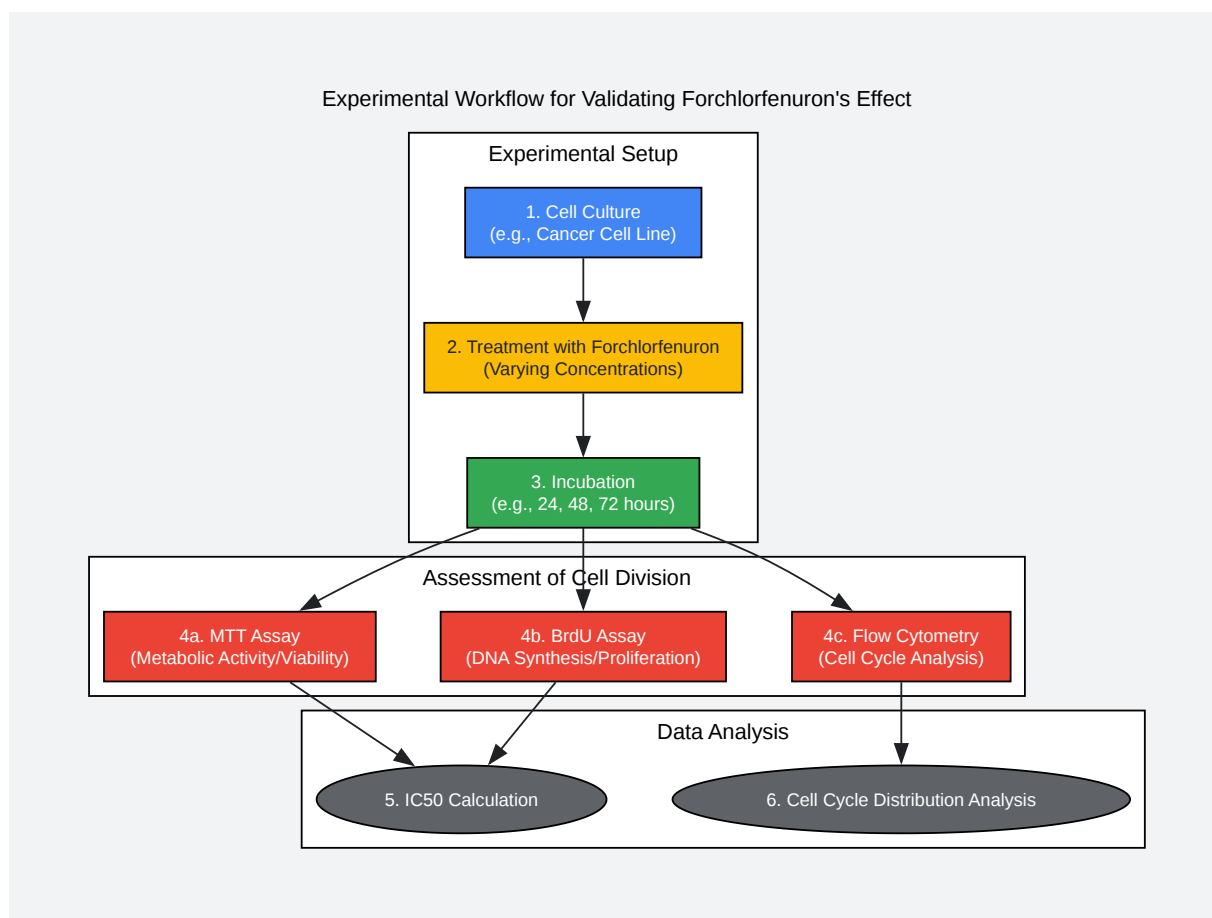 Experimental Workflow for Validating Forchlorfenuron's Effect
Experimental Setup
1. Cell Culture
(e.g., Cancer Cell Line)
2. Treatment with Forchlorfenuron
(Varying Concentrations)
3. Incubation
(e.g., 24, 48, 72 hours)
Assessment of Cell Division
4a. MTT Assay
(Metabolic Activity/Viability)
4b. BrdU Assay
(DNA Synthesis/Proliferation)
4c. Flow Cytometry
(Cell Cycle Analysis)
Data Analysis
5. IC50 Calculation
6. Cell Cycle Distribution Analysis